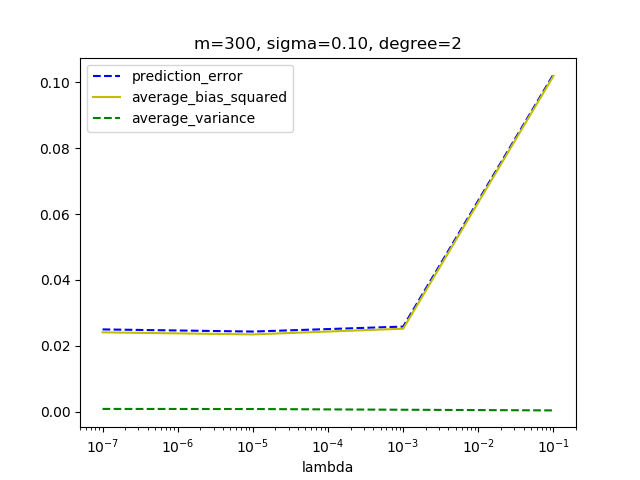 m=300, sigma=0.10, degree=2
prediction_error
average_bias_squared
average_variance
0.10
0.08
0.06
0.04
0.02
0.00
10⁻⁷ 10⁻⁶ 10⁻⁵ 10⁻⁴ 10⁻³ 10⁻² 10⁻¹
lambda